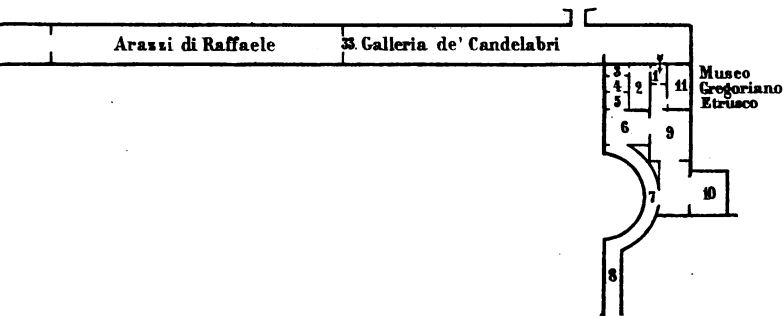 Arazzi di Raffaele
33. Galleria de' Candelabri
3
4
5
2
1
11
Museo
Gregoriano
Etrusco
6
9
7
10
8